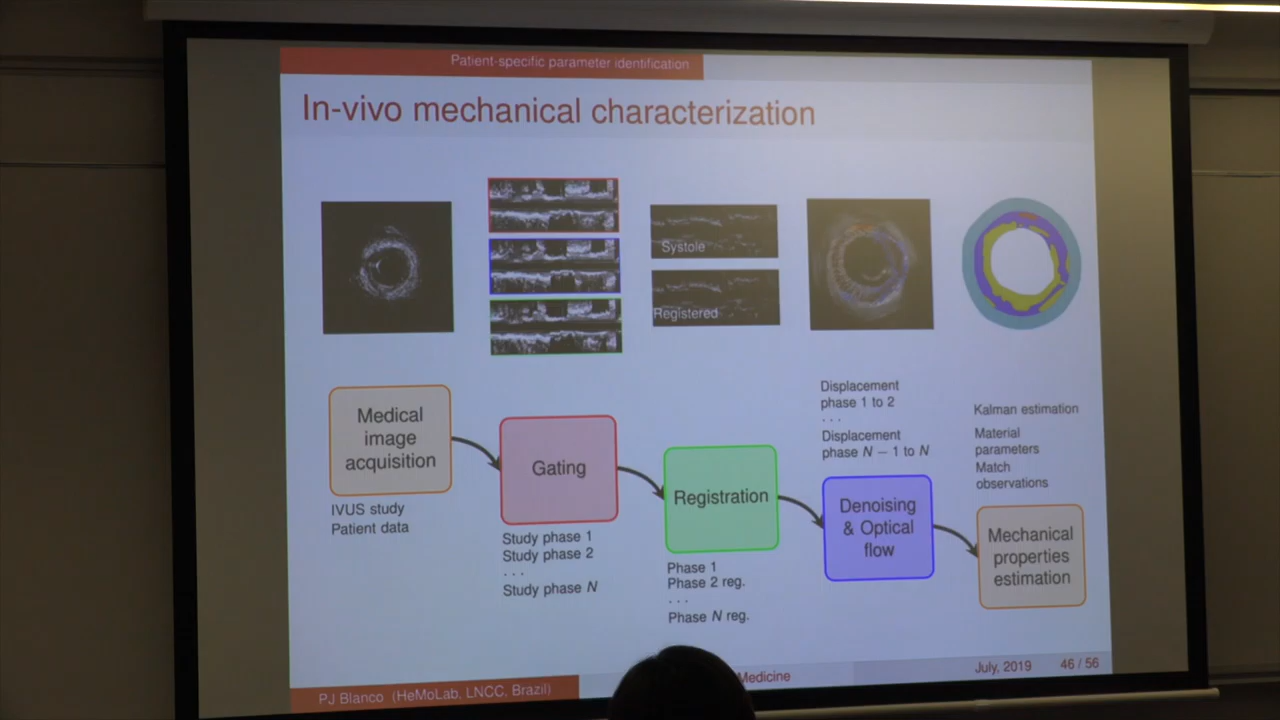 Patient-specific parameter identification
In-vivo mechanical characterization
Systole
Registered
Medical
image
acquisition
IVUS study
Patient data
Gating
Study phase 1
Study phase 2
. . .
Study phase N
Registration
Phase 1
Phase 2 reg.
. . .
Phase N reg.
Displacement
phase 1 to 2
. . .
Displacement
phase N − 1 to N
Denoising
& Optical
flow
Kalman estimation
Material
parameters
Match
observations
Mechanical
properties
estimation
PJ Blanco (HeMoLab, LNCC, Brazil)
Medicine
July, 2019
46 / 56